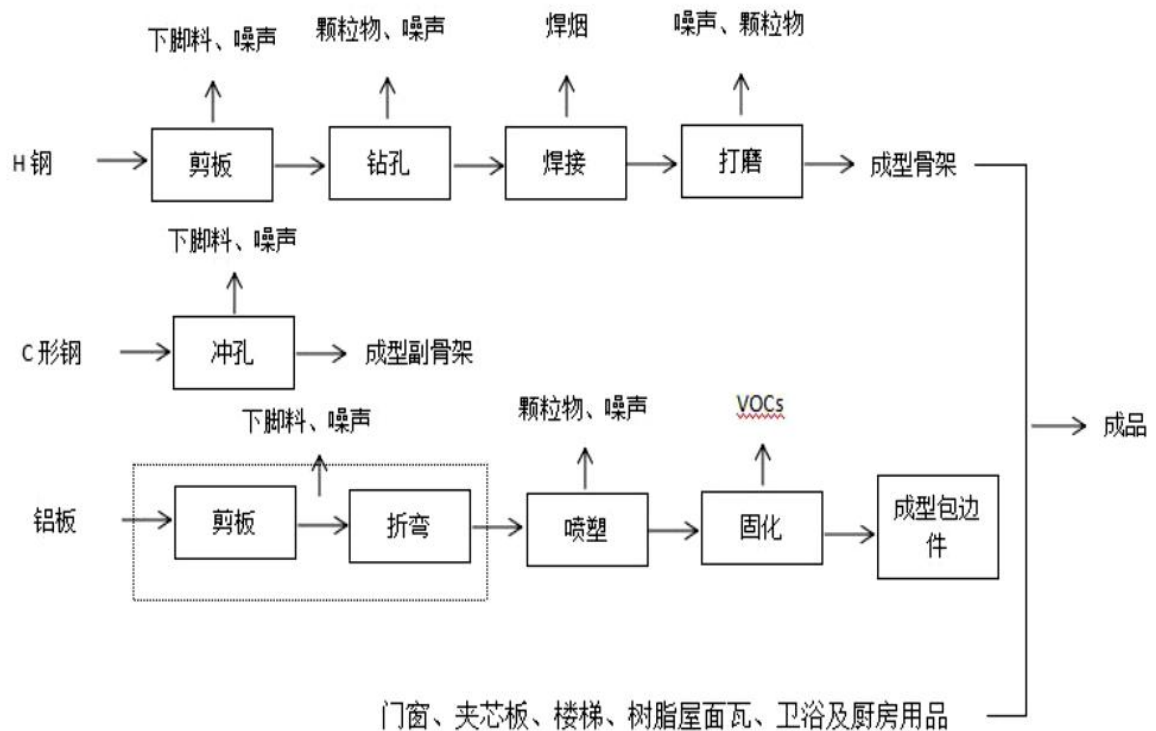 下脚料、噪声
颗粒物、噪声
焊烟
噪声、颗粒物
H 钢
剪板
钻孔
焊接
打磨
成型骨架
下脚料、噪声
C 形钢
冲孔
成型副骨架
下脚料、噪声
颗粒物、噪声
VOCs
成品
铝板
剪板
折弯
喷塑
固化
成型包边
件
门窗、夹芯板、楼梯、树脂屋面瓦、卫浴及厨房用品